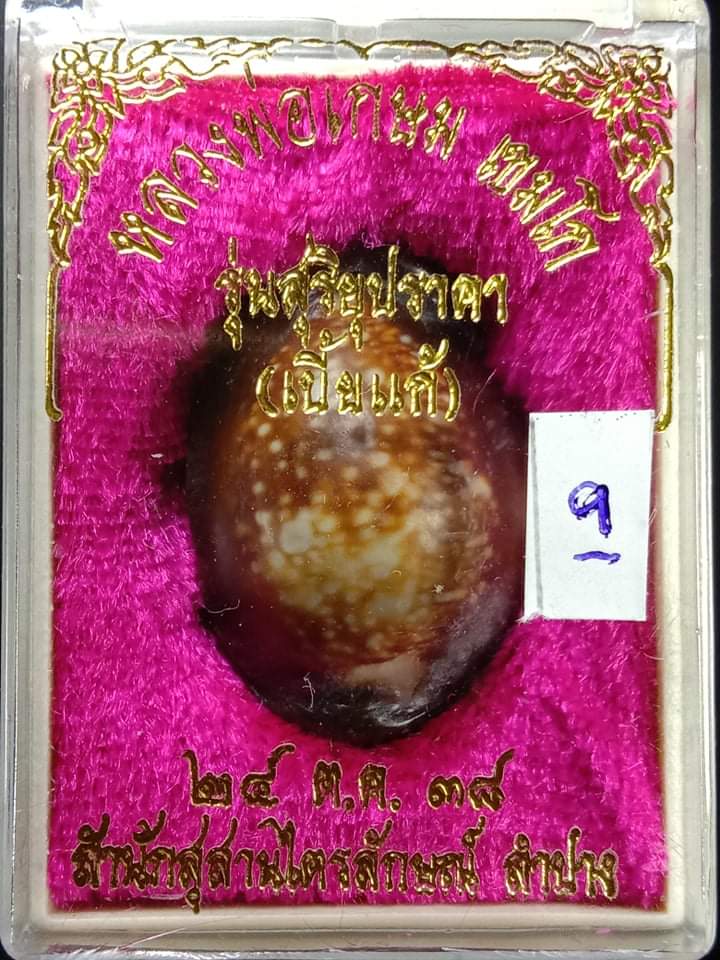 หลวงพ่อเกษม เขมโก
รุ่นสุริยุปราคา
(เบี้ยแก้)
๑
๒๔ ต.ค. ๓๘
สำนักสุสานไตรลักษณ์ ลำปาง